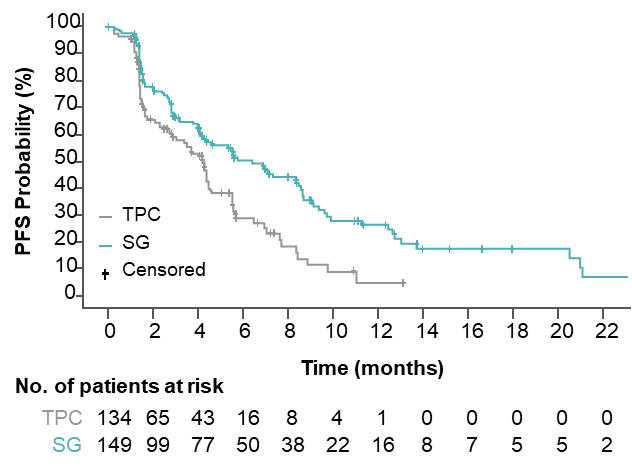 PFS Probability (%)
100
90
80
70
60
50
40
30
20
10
0
TPC
SG
Censored
0 2 4 6 8 10 12 14 16 18 20 22
Time (months)
No. of patients at risk
TPC 134 65 43 16 8 4 1 0 0 0 0 0
SG 149 99 77 50 38 22 16 8 7 5 5 2